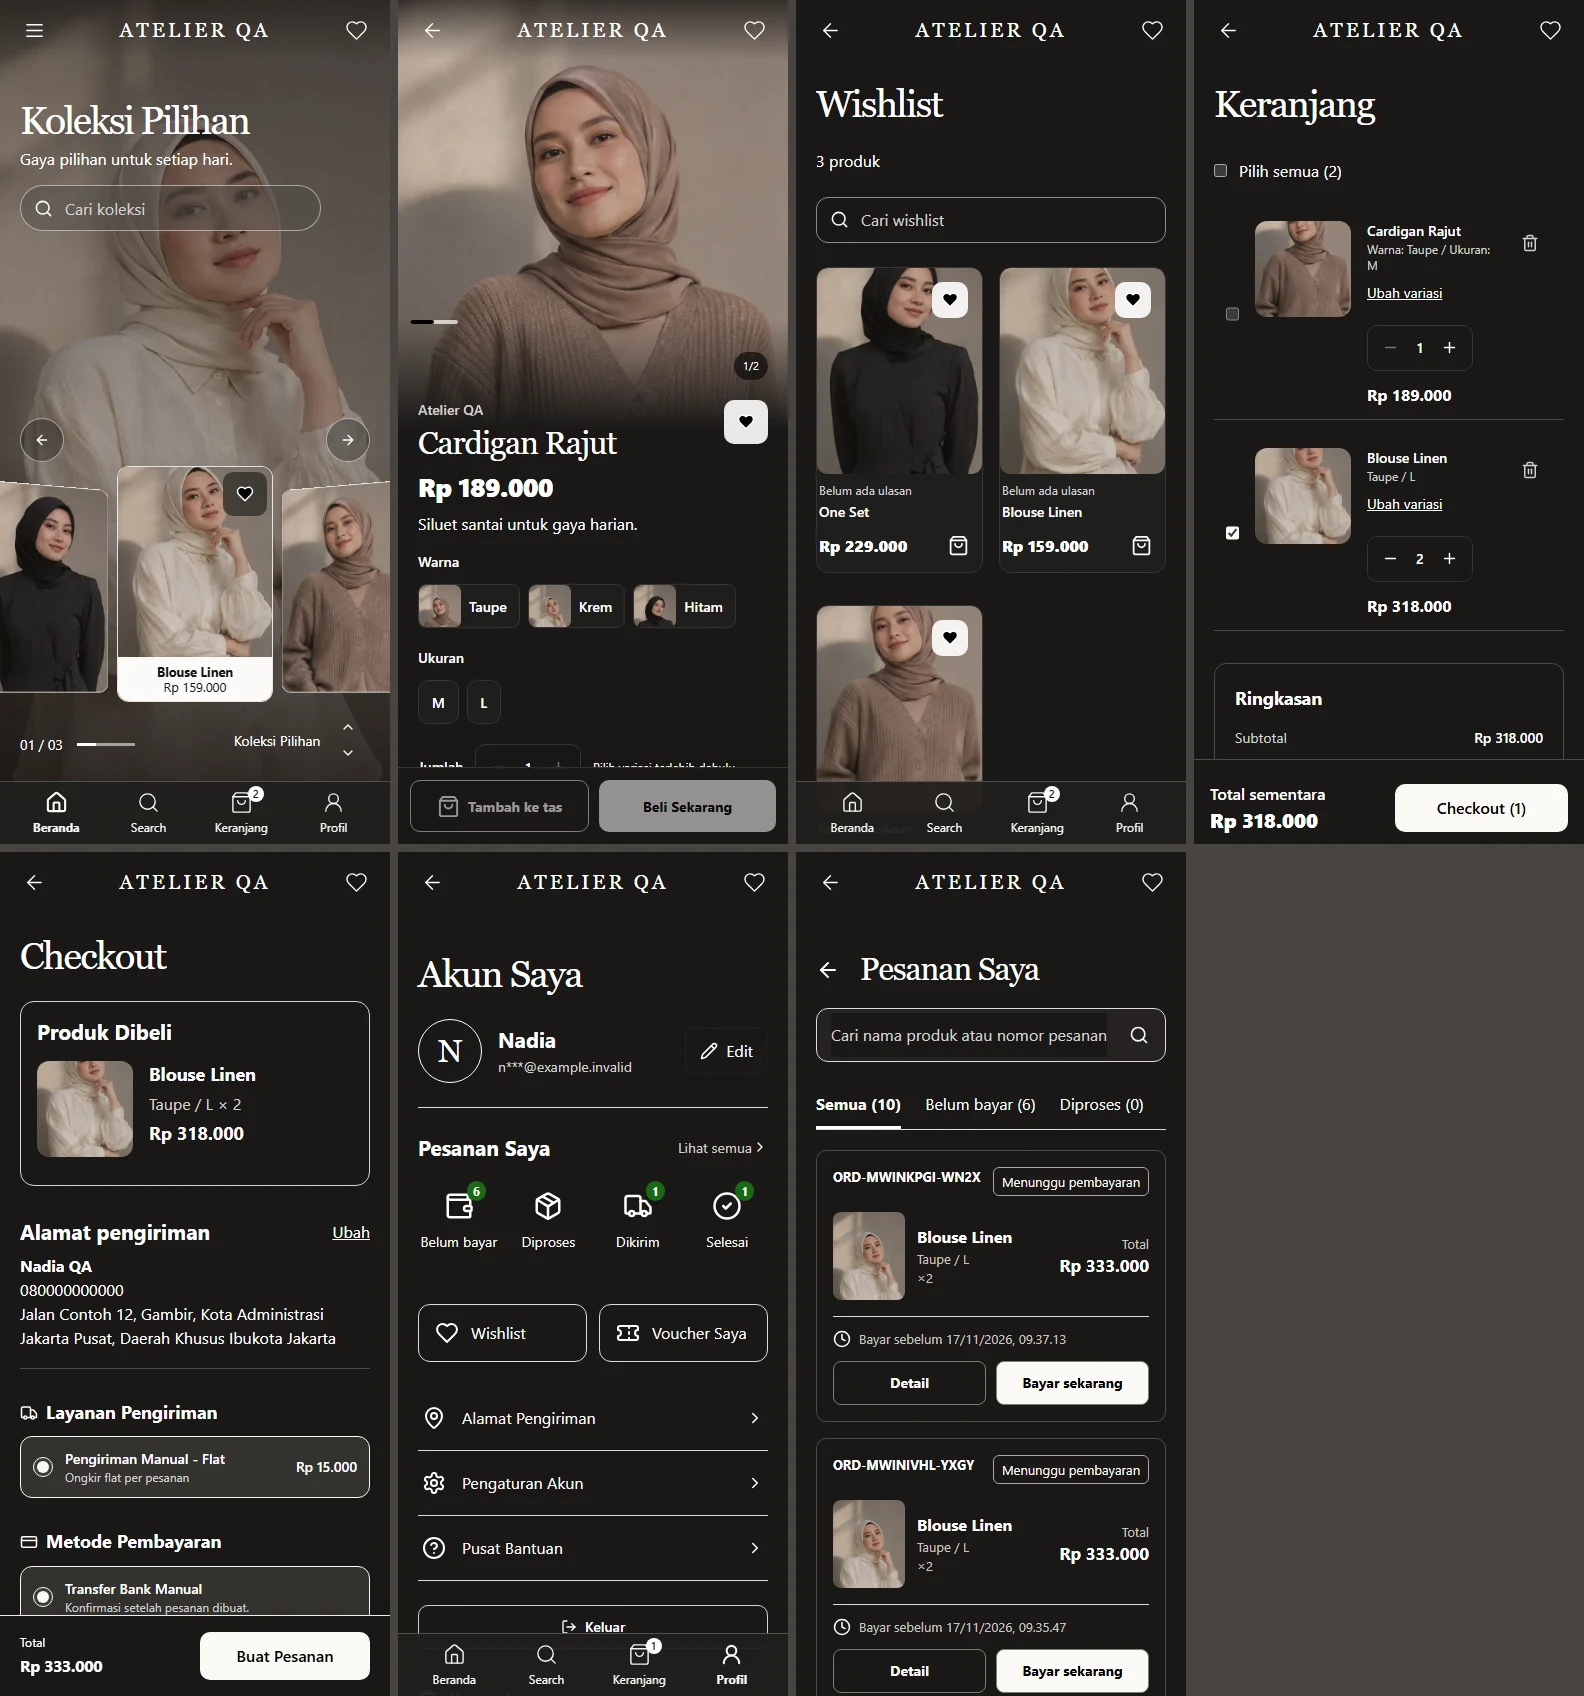 ATELIER QA
Koleksi Pilihan
Gaya pilihan untuk setiap hari.
Cari koleksi
Blouse Linen
Rp 159.000
01 / 03
Koleksi Pilihan
2
Beranda
Search
Keranjang
Profil
ATELIER QA
1/2
Atelier QA
Cardigan Rajut
Rp 189.000
Siluet santai untuk gaya harian.
Warna
Taupe
Krem
Hitam
Ukuran
M
L
Jumlah
1
Pilih variasi terlebih dahulu
Tambah ke tas
Beli Sekarang
ATELIER QA
Wishlist
3 produk
Cari wishlist
Belum ada ulasan
One Set
Rp 229.000
Belum ada ulasan
Blouse Linen
Rp 159.000
2
Beranda
Search
Keranjang
Profil
ATELIER QA
Keranjang
Pilih semua (2)
Cardigan Rajut
Warna: Taupe / Ukuran:
M
Ubah variasi
1
Rp 189.000
Blouse Linen
Taupe / L
Ubah variasi
2
Rp 318.000
Ringkasan
Subtotal Rp 318.000
Total sementara
Rp 318.000
Checkout (1)
ATELIER QA
Checkout
Produk Dibeli
Blouse Linen
Taupe / L × 2
Rp 318.000
Alamat pengiriman Ubah
Nadia QA
080000000000
Jalan Contoh 12, Gambir, Kota Administrasi
Jakarta Pusat, Daerah Khusus Ibukota Jakarta
Layanan Pengiriman
Pengiriman Manual - Flat
Ongkir flat per pesanan
Rp 15.000
Metode Pembayaran
Transfer Bank Manual
Konfirmasi setelah pesanan dibuat.
Total
Rp 333.000
Buat Pesanan
ATELIER QA
Akun Saya
N
Nadia
n***@example.invalid
Edit
Pesanan Saya Lihat semua
6
1
1
Belum bayar
Diproses
Dikirim
Selesai
Wishlist
Voucher Saya
Alamat Pengiriman
Pengaturan Akun
Pusat Bantuan
Keluar
1
Beranda
Search
Keranjang
Profil
ATELIER QA
Pesanan Saya
Cari nama produk atau nomor pesanan
Semua (10)
Belum bayar (6)
Diproses (0)
ORD-MWINKPGI-WN2X
Menunggu pembayaran
Blouse Linen
Taupe / L
×2
Total
Rp 333.000
Bayar sebelum 17/11/2026, 09.37.13
Detail
Bayar sekarang
ORD-MWINIVHL-YXGY
Menunggu pembayaran
Blouse Linen
Taupe / L
×2
Total
Rp 333.000
Bayar sebelum 17/11/2026, 09.35.47
Detail
Bayar sekarang